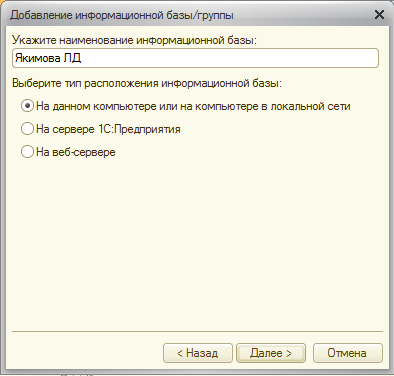 Добавление информационной базы/группы
Укажите наименование информационной базы:
Якимова ЛД
Выберите тип расположения информационной базы:
На данном компьютере или на компьютере в локальной сети
На сервере 1С:Предприятия
На веб-сервере
< Назад
Далее >
Отмена